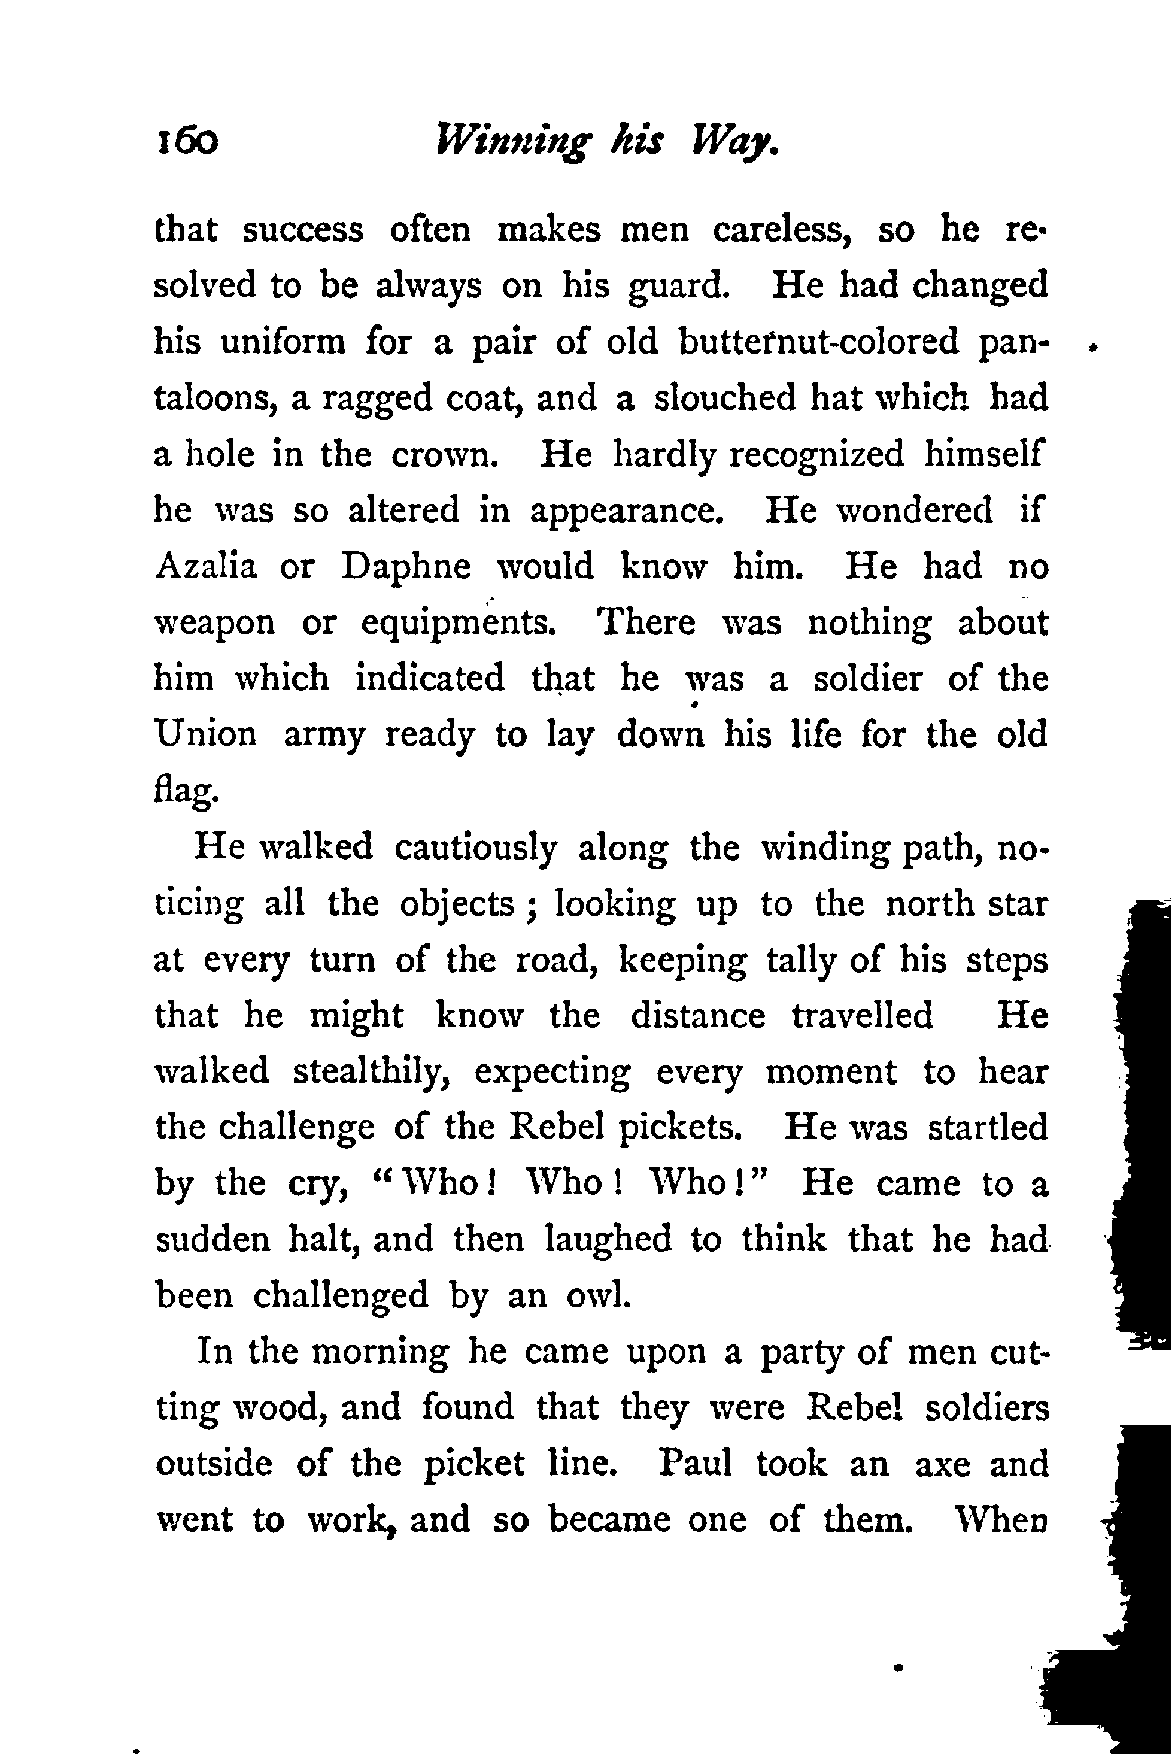 160 Winning his Way.
that success often makes men careless, so he re-
solved to be always on his guard. He had changed
his uniform for a pair of old butternut-colored pan-
taloons, a ragged coat, and a slouched hat which had
a hole in the crown. He hardly recognized himself
he was so altered in appearance. He wondered if
Azalia or Daphne would know him. He had no
weapon or equipments. There was nothing about
him which indicated that he was a soldier of the
Union army ready to lay down his life for the old
flag.
He walked cautiously along the winding path, no-
ticing all the objects ; looking up to the north star
at every turn of the road, keeping tally of his steps
that he might know the distance travelled He
walked stealthily, expecting every moment to hear
the challenge of the Rebel pickets. He was startled
by the cry, “ Who ! Who ! Who ! ” He came to a
sudden halt, and then laughed to think that he had
been challenged by an owl.
In the morning he came upon a party of men cut-
ting wood, and found that they were Rebel soldiers
outside of the picket line. Paul took an axe and
went to work, and so became one of them. When